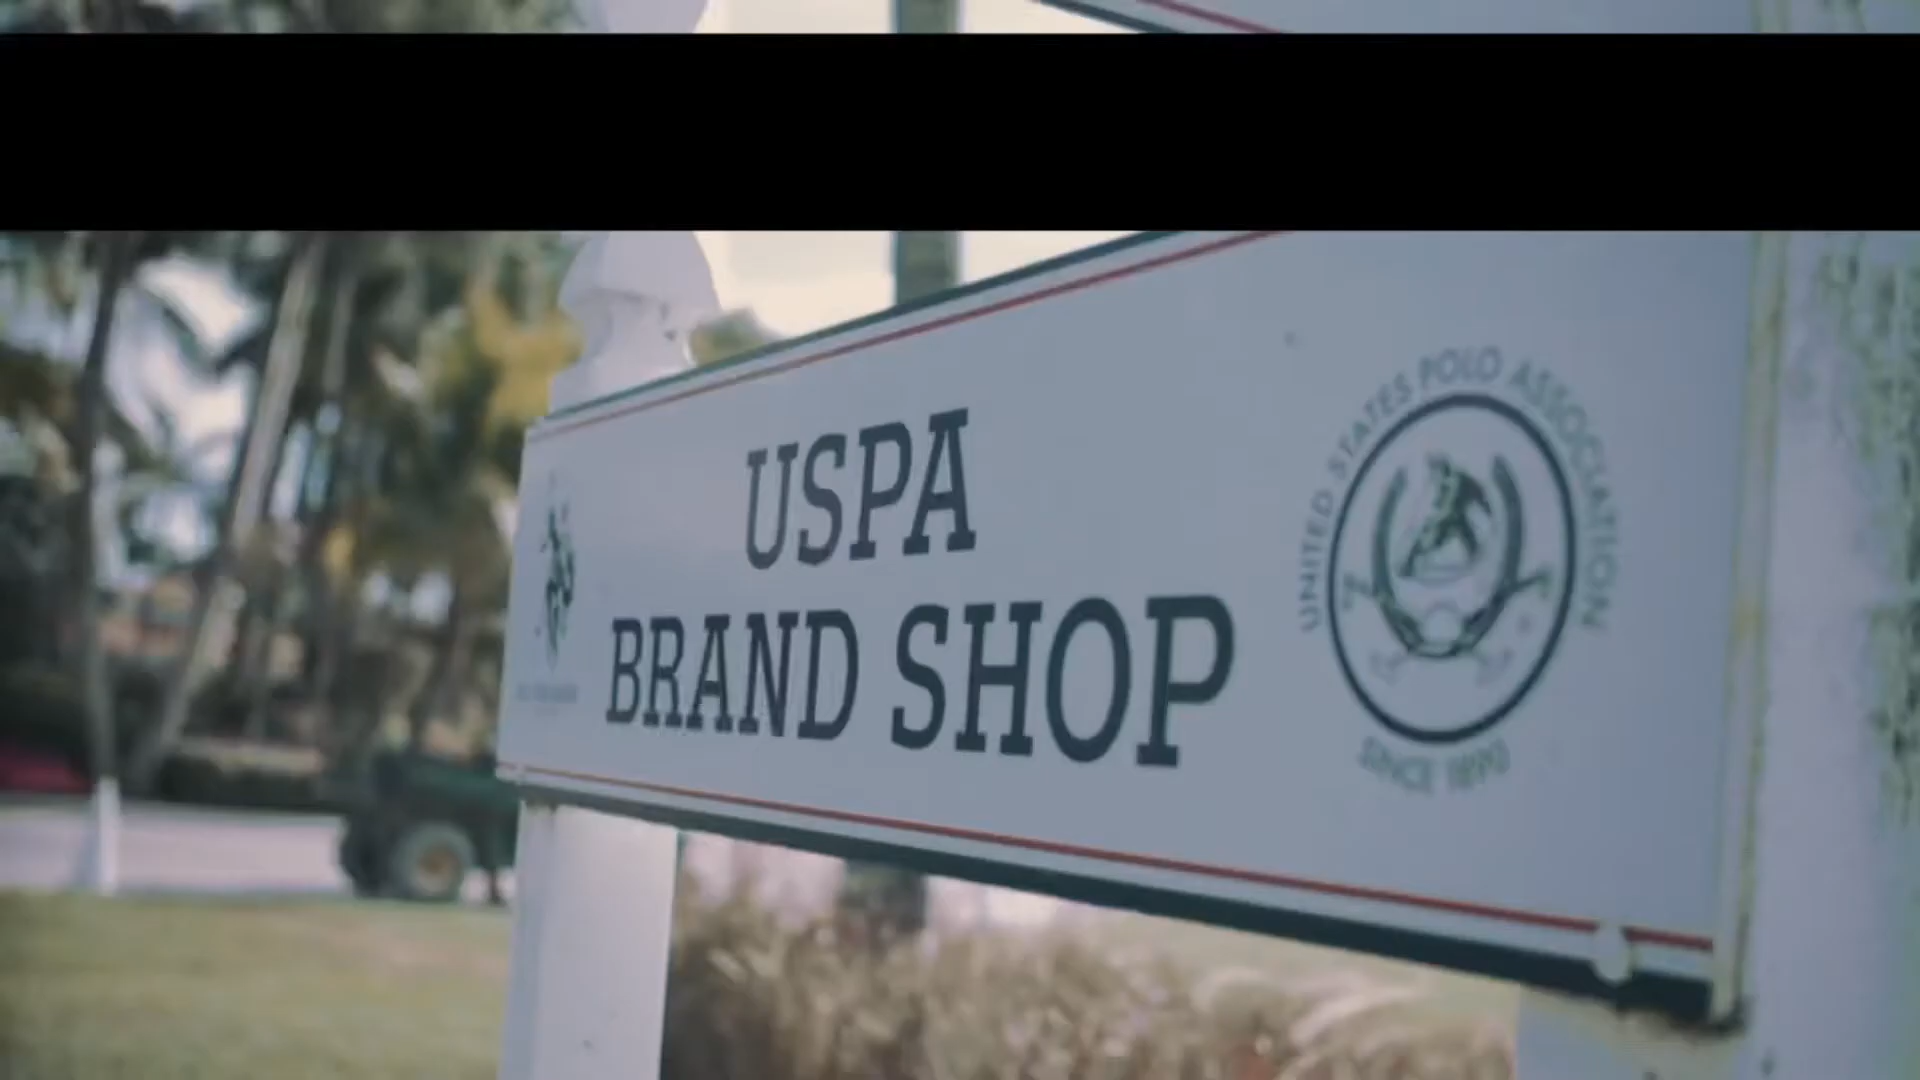 USPA
BRAND SHOP
UNITED STATES POLO ASSOCIATION
SINCE 1890